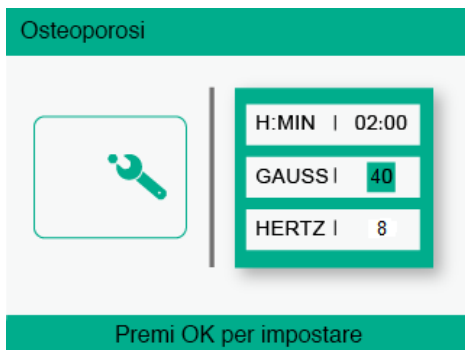 Osteoporosi
H:MIN | 02:00
GAUSS | 40
HERTZ | 8
Premi OK per impostare